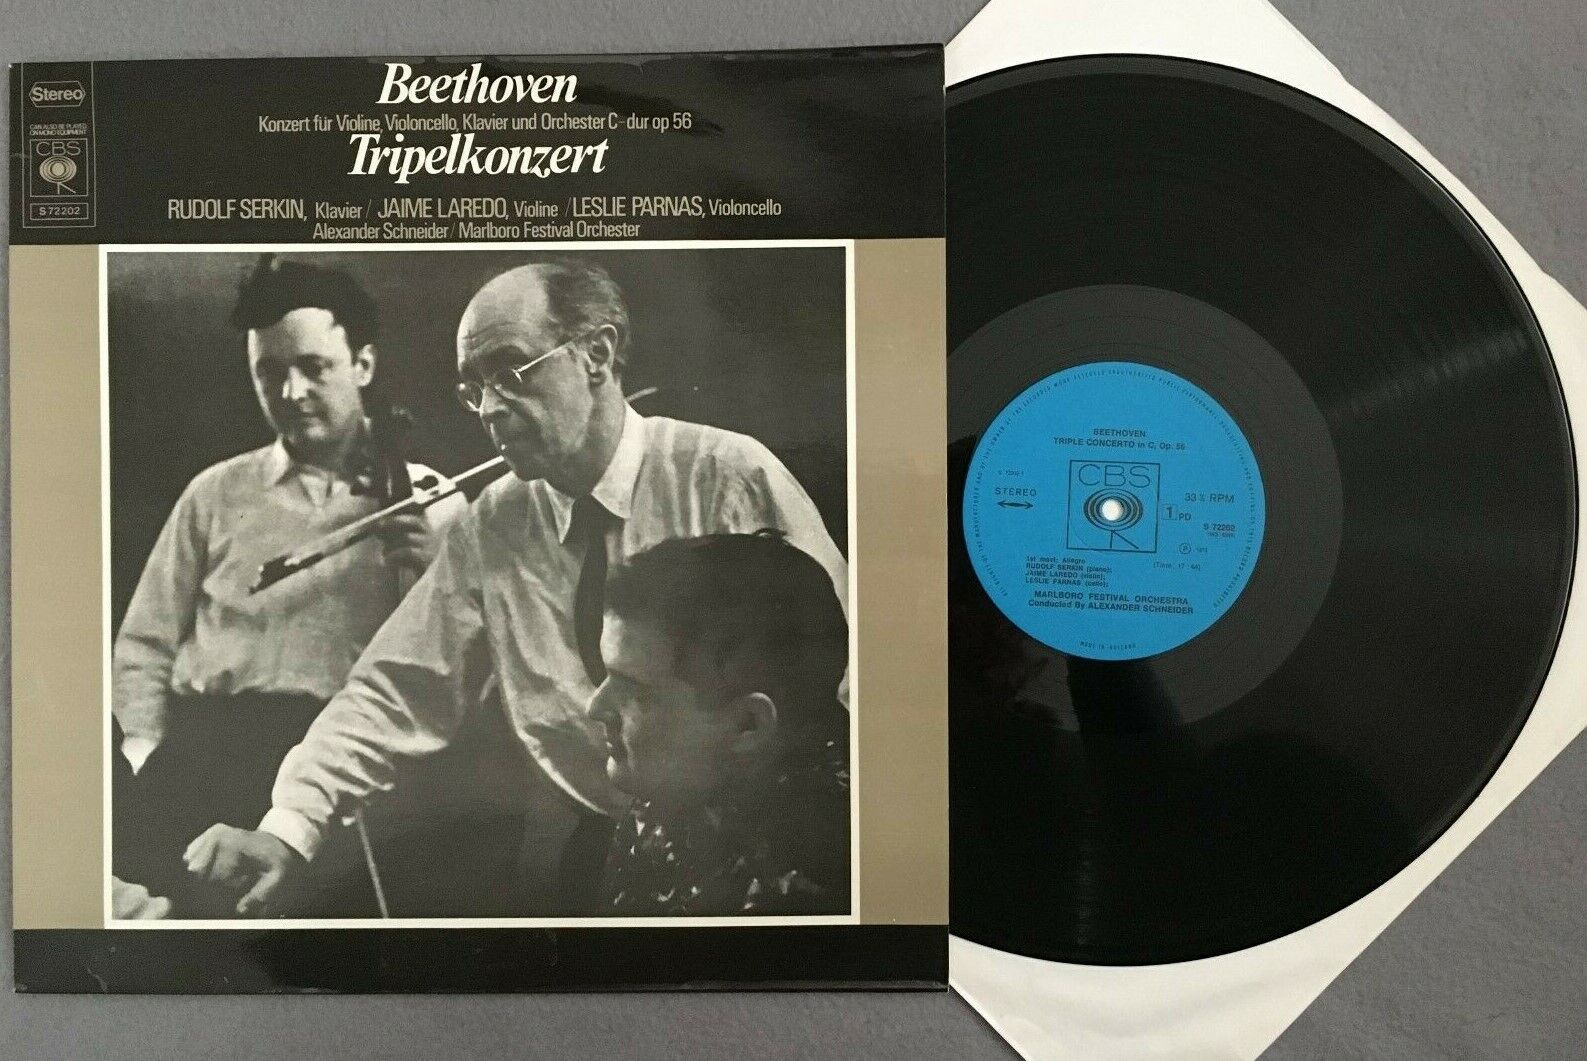 Stereo
CAN ALSO BE PLAYED
ON MONO EQUIPMENT
CBS
S 72202
Beethoven
Konzert für Violine, Violoncello, Klavier und Orchester C-dur op 56
Tripelkonzert
RUDOLF SERKIN, Klavier / JAIME LAREDO, Violine / LESLIE PARNAS, Violoncello
Alexander Schneider / Marlboro Festival Orchester
BEETHOVEN
TRIPLE CONCERTO in C, Op. 56
CBS
STEREO
33⅓ RPM
1 PD
S 72202
1st movt; Allegro
RUDOLF SERKIN (piano);
JAIME LAREDO (violin);
LESLIE PARNAS (cello);
MARLBORO FESTIVAL ORCHESTRA
Conducted By ALEXANDER SCHNEIDER
MADE IN HOLLAND